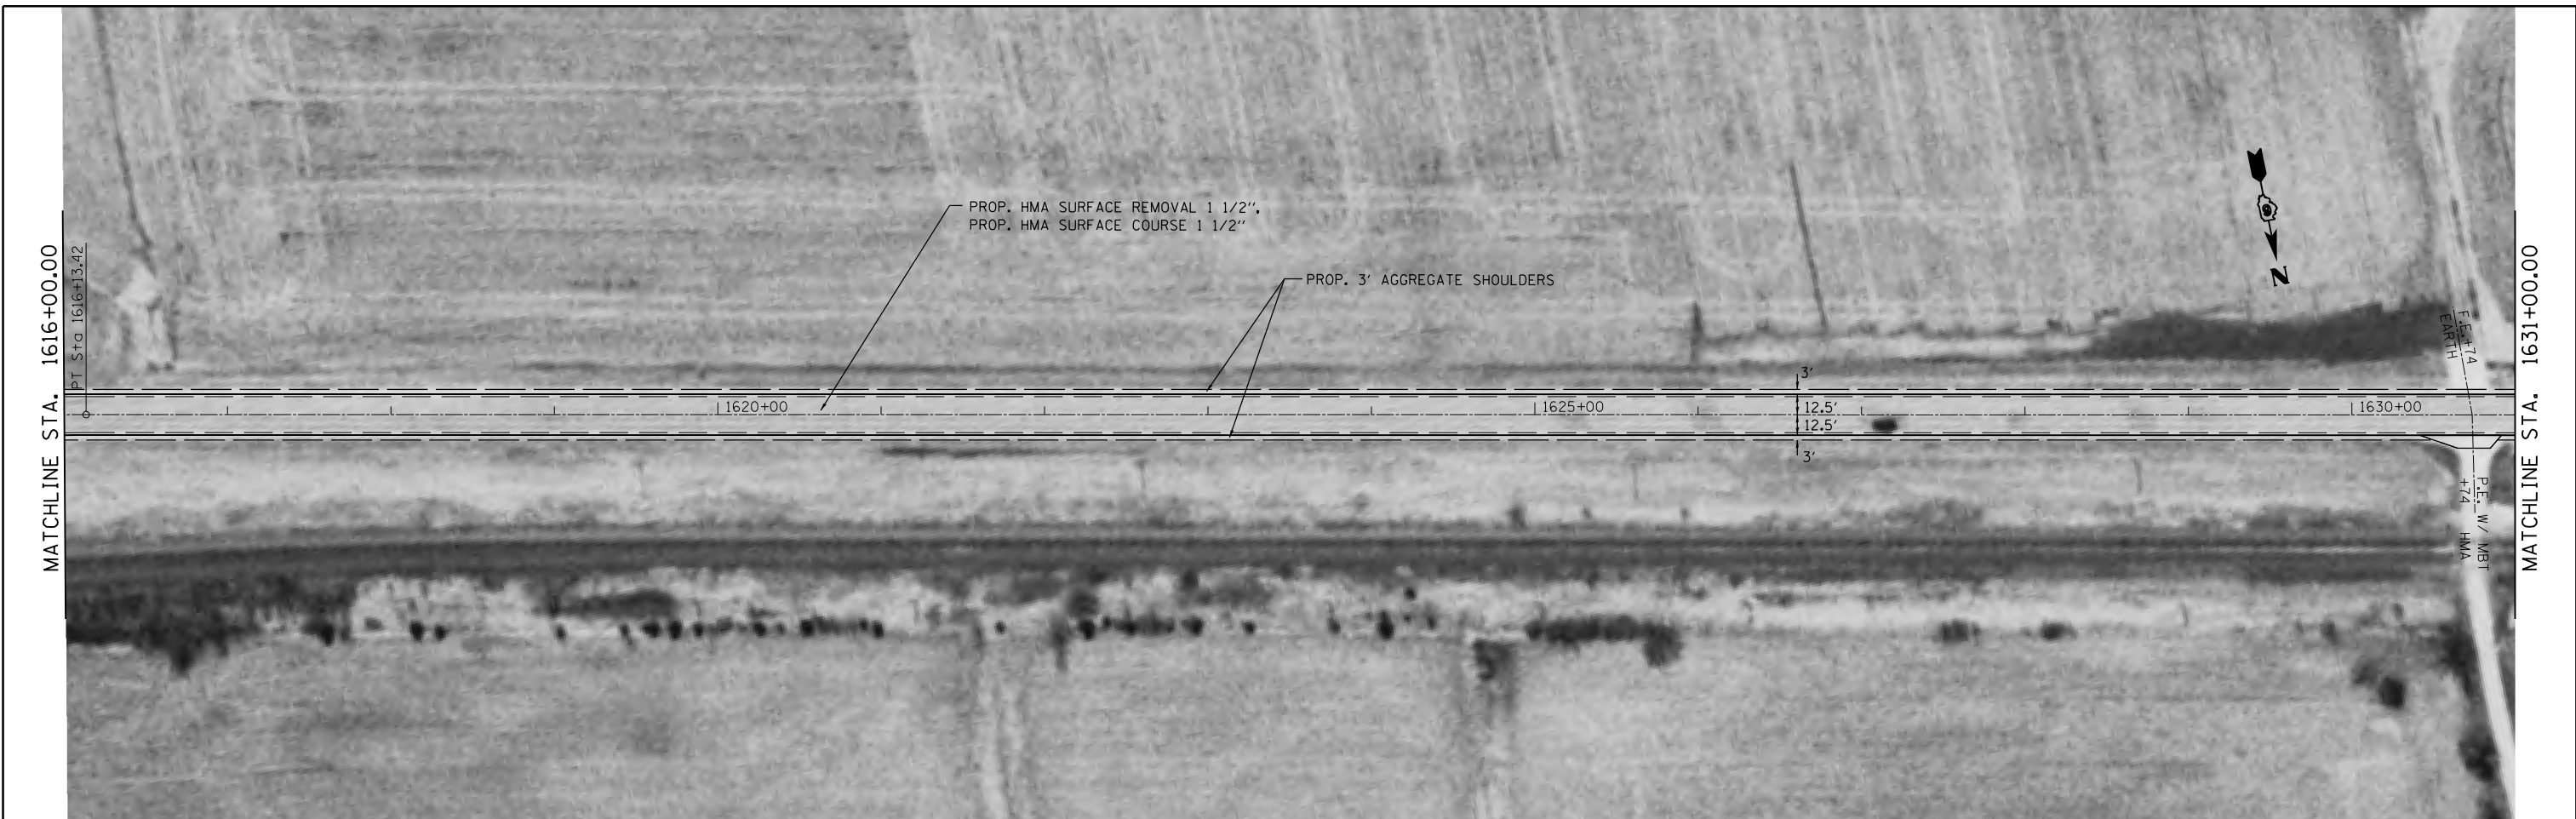 MATCHLINE STA. 1616+00.00
PT Sta 1616+13.42
PROP. HMA SURFACE REMOVAL 1 1/2",
PROP. HMA SURFACE COURSE 1 1/2"
PROP. 3' AGGREGATE SHOULDERS
N
F.E. +74
EARTH
3'
1620+00
1625+00
12.5'
1630+00
12.5'
3'
P.E. W/ MBT
+74 HMA
MATCHLINE STA. 1631+00.00